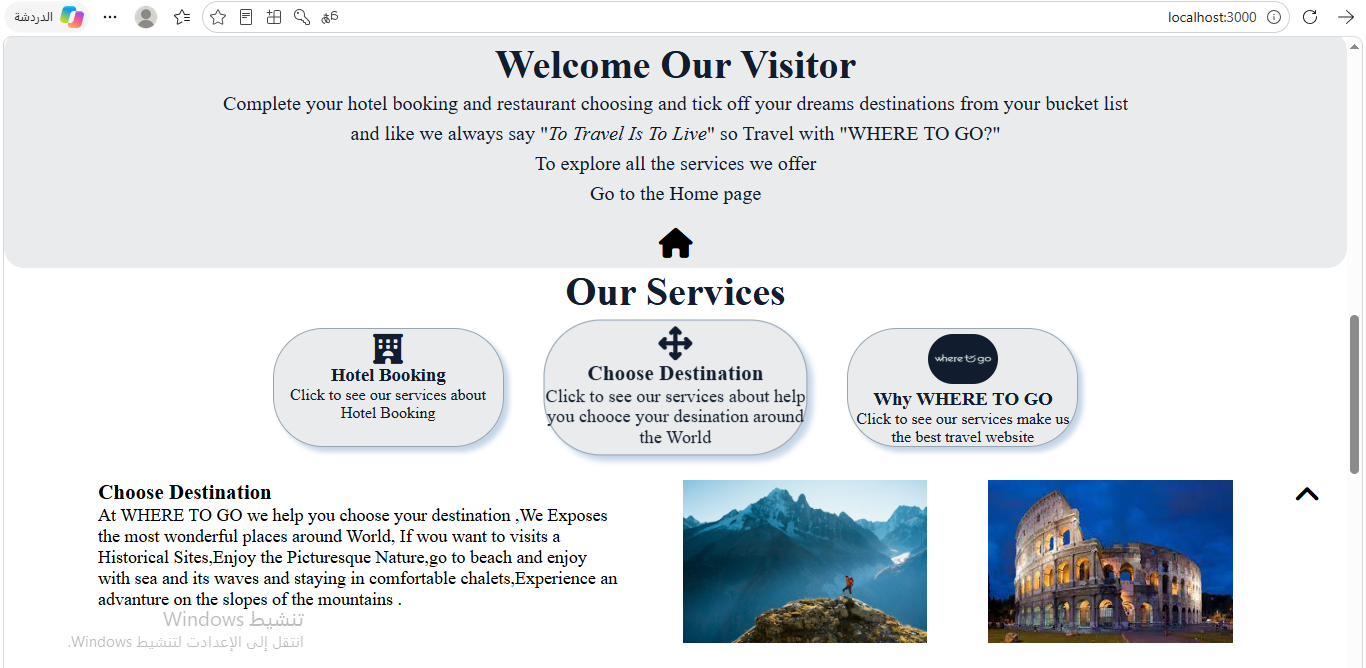 الدردشة
localhost:3000
Welcome Our Visitor
Complete your hotel booking and restaurant choosing and tick off your dreams destinations from your bucket list
and like we always say "To Travel Is To Live" so Travel with "WHERE TO GO?"
To explore all the services we offer
Go to the Home page
Our Services
Hotel Booking
Click to see our services about
Hotel Booking
Choose Destination
Click to see our services about help
you chooce your desination around
the World
where to go
Why WHERE TO GO
Click to see our services make us
the best travel website
Choose Destination
At WHERE TO GO we help you choose your destination ,We Exposes
the most wonderful places around World, If wou want to visits a
Historical Sites,Enjoy the Picturesque Nature,go to beach and enjoy
with sea and its waves and staying in comfortable chalets,Experience an
advanture on the slopes of the mountains .
تنشيط Windows
انتقل إلى الإعدادت لتنشيط Windows.